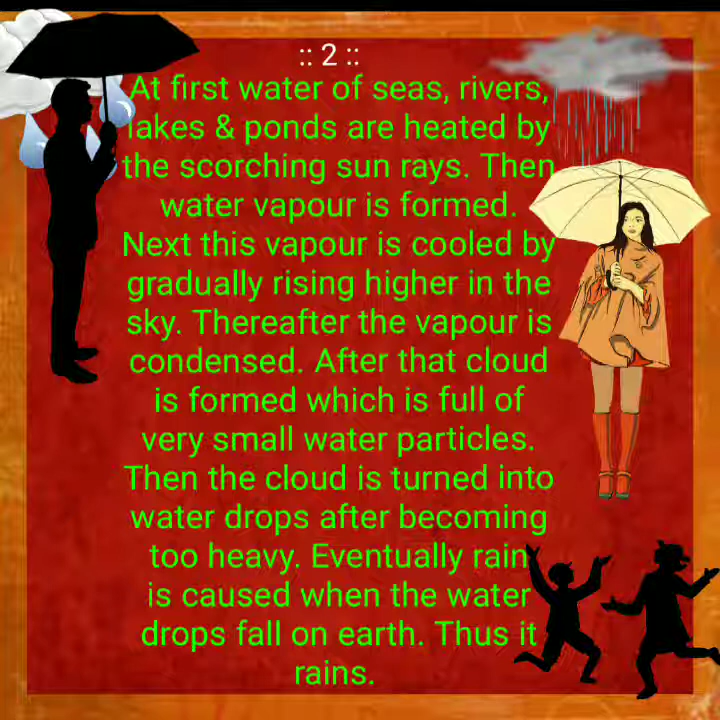 :: 2 ::
At first water of seas, rivers,
lakes & ponds are heated by
the scorching sun rays. Then
water vapour is formed.
Next this vapour is cooled by
gradually rising higher in the
sky. Thereafter the vapour is
condensed. After that cloud
is formed which is full of
very small water particles.
Then the cloud is turned into
water drops after becoming
too heavy. Eventually rain
is caused when the water
drops fall on earth. Thus it
rains.